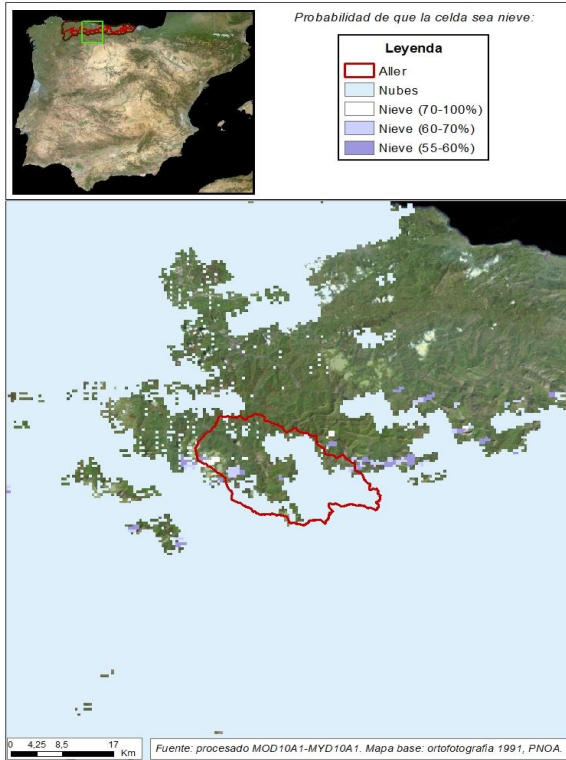 Probabilidad de que la celda sea nieve:
Leyenda
Aller
Nubes
Nieve (70-100%)
Nieve (60-70%)
Nieve (55-60%)
0 4,25 8,5 17
Km
Fuente: procesado MOD10A1-MYD10A1. Mapa base: ortofotografia 1991, PNOA.